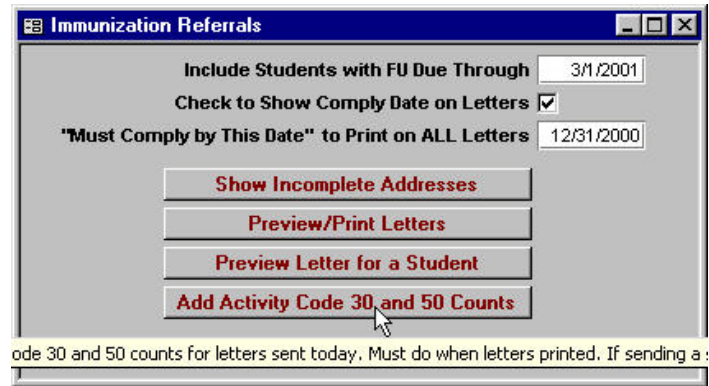 Immunization Referrals
Include Students with FU Due Through 3/1/2001
Check to Show Comply Date on Letters
"Must Comply by This Date" to Print on ALL Letters 12/31/2000
Show Incomplete Addresses
Preview/Print Letters
Preview Letter for a Student
Add Activity Code 30 and 50 Counts
ode 30 and 50 counts for letters sent today. Must do when letters printed. If sending a s